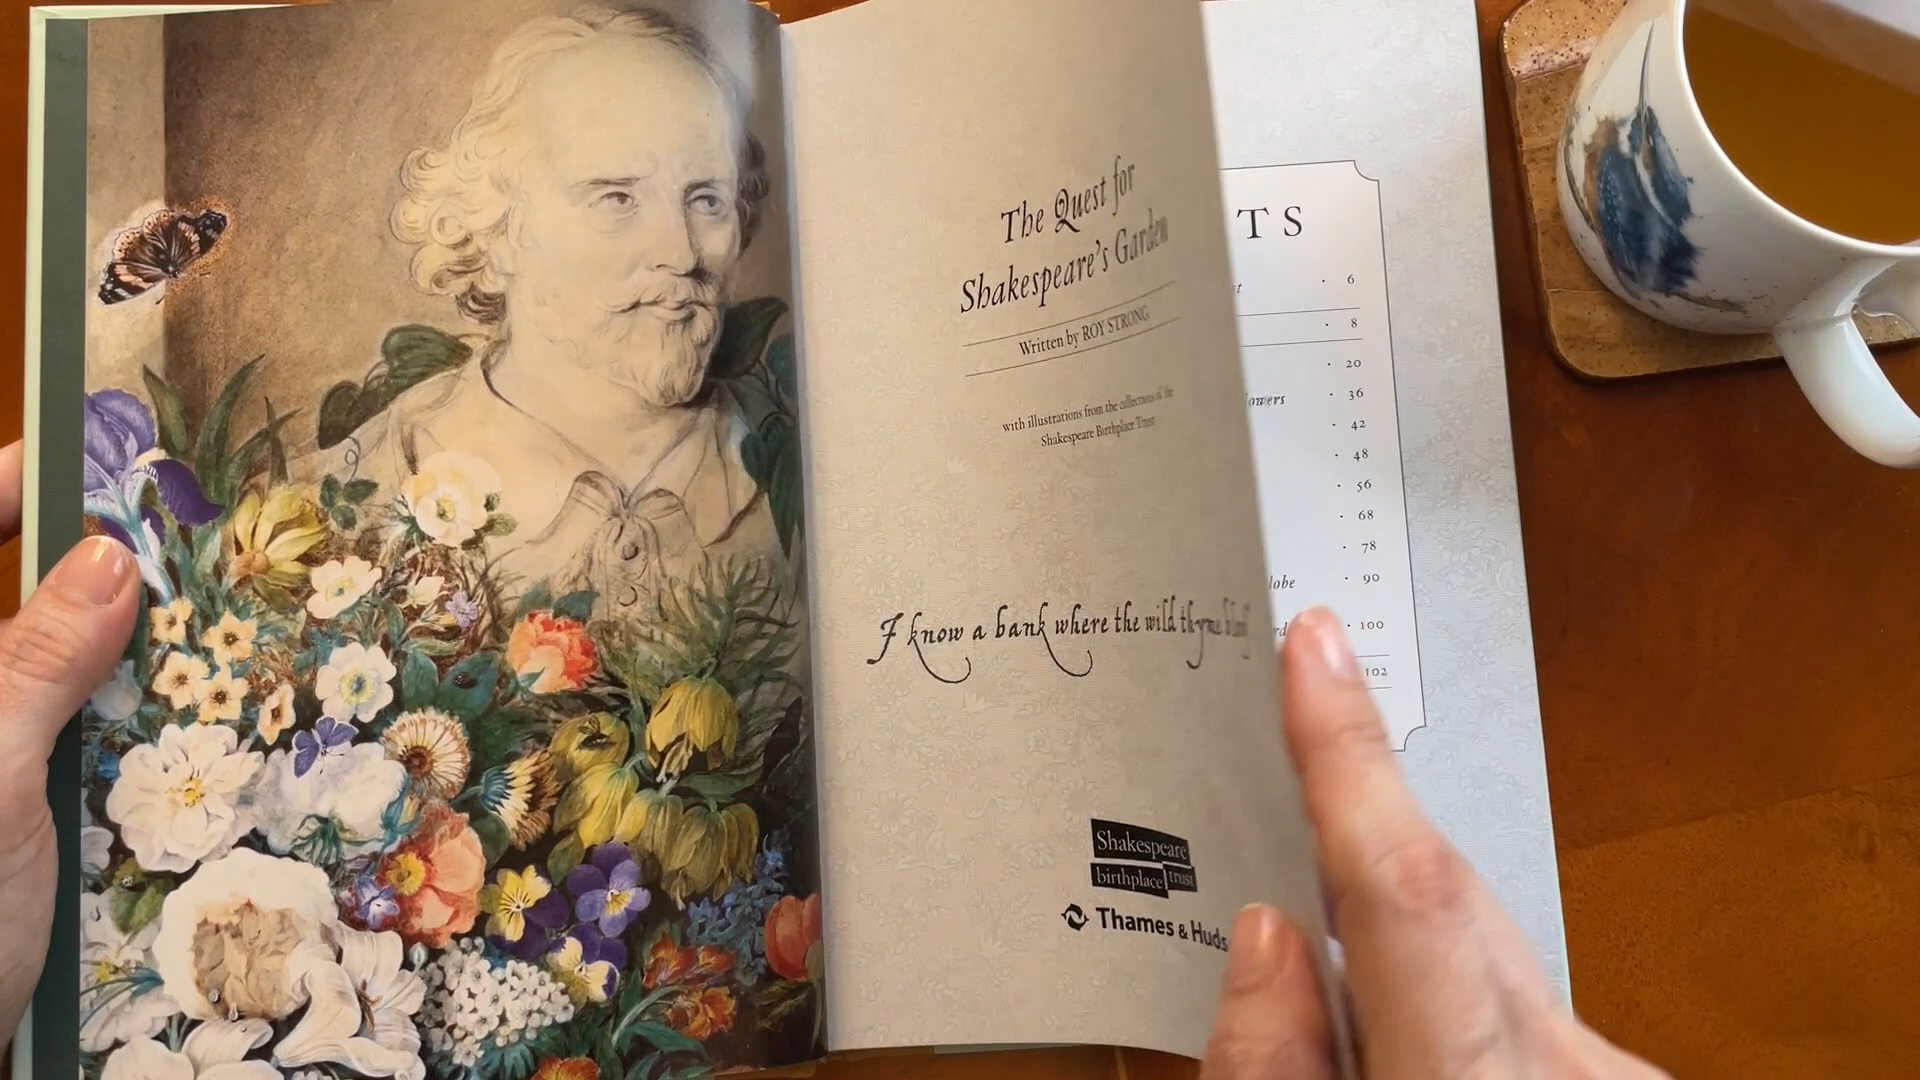 The Quest for
Shakespeare's Garden
Written by ROY STRONG
with illustrations from the collections of the
Shakespeare Birthplace Trust
I know a bank where the wild thyme
Shakespeare
birthplace trust
Thames & Huds
TS
6
8
20
36
42
48
56
68
78
90
100
102